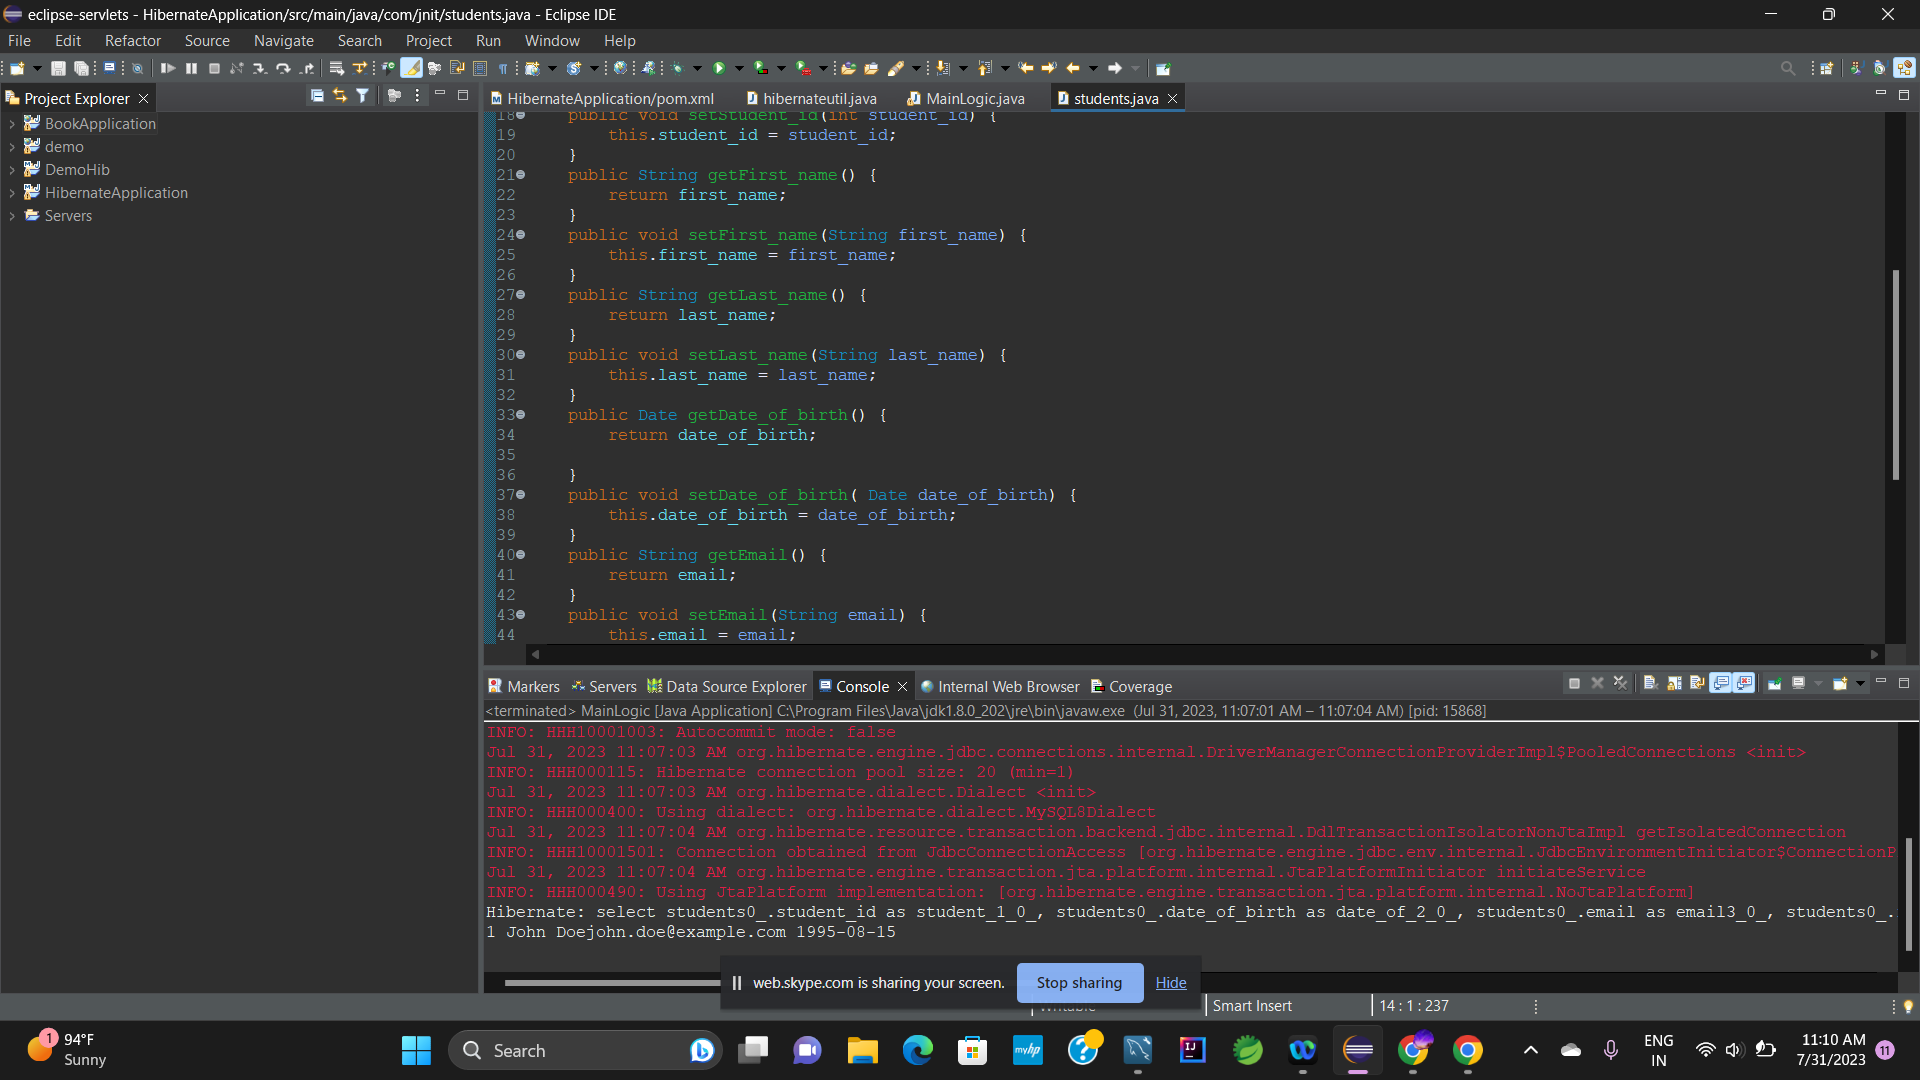 eclipse-servlets - HibernateApplication/src/main/java/com/jnit/students.java - Eclipse IDE
File Edit Refactor Source Navigate Search Project Run Window Help
Project Explorer
BookApplication
demo
DemoHib
HibernateApplication
Servers
HibernateApplication/pom.xml hibernateutil.java MainLogic.java students.java
18 public void setStudent_id(int student_id) {
19 this.student_id = student_id;
20 }
21 public String getFirst_name() {
22 return first_name;
23 }
24 public void setFirst_name(String first_name) {
25 this.first_name = first_name;
26 }
27 public String getLast_name() {
28 return last_name;
29 }
30 public void setLast_name(String last_name) {
31 this.last_name = last_name;
32 }
33 public Date getDate_of_birth() {
34 return date_of_birth;
35
36 }
37 public void setDate_of_birth( Date date_of_birth) {
38 this.date_of_birth = date_of_birth;
39 }
40 public String getEmail() {
41 return email;
42 }
43 public void setEmail(String email) {
44 this.email = email;
Markers Servers Data Source Explorer Console Internal Web Browser Coverage
<terminated> MainLogic [Java Application] C:\Program Files\Java\jdk1.8.0_202\jre\bin\javaw.exe (Jul 31, 2023, 11:07:01 AM – 11:07:04 AM) [pid: 15868]
INFO: HHH10001003: Autocommit mode: false
Jul 31, 2023 11:07:03 AM org.hibernate.engine.jdbc.connections.internal.DriverManagerConnectionProviderImpl$PooledConnections <init>
INFO: HHH000115: Hibernate connection pool size: 20 (min=1)
Jul 31, 2023 11:07:03 AM org.hibernate.dialect.Dialect <init>
INFO: HHH000400: Using dialect: org.hibernate.dialect.MySQL8Dialect
Jul 31, 2023 11:07:04 AM org.hibernate.resource.transaction.backend.jdbc.internal.DdlTransactionIsolatorNonJtaImpl getIsolatedConnection
INFO: HHH10001501: Connection obtained from JdbcConnectionAccess [org.hibernate.engine.jdbc.env.internal.JdbcEnvironmentInitiator$ConnectionP
Jul 31, 2023 11:07:04 AM org.hibernate.engine.transaction.jta.platform.internal.JtaPlatformInitiator initiateService
INFO: HHH000490: Using JtaPlatform implementation: [org.hibernate.engine.transaction.jta.platform.internal.NoJtaPlatform]
Hibernate: select students0_.student_id as student_1_0_, students0_.date_of_birth as date_of_2_0_, students0_.email as email3_0_, students0_.
1 John Doejohn.doe@example.com 1995-08-15
web.skype.com is sharing your screen. Stop sharing Hide
Smart Insert 14 : 1 : 237
1 94°F
Sunny
Search
myhp
ENG
IN
11:10 AM
7/31/2023
11